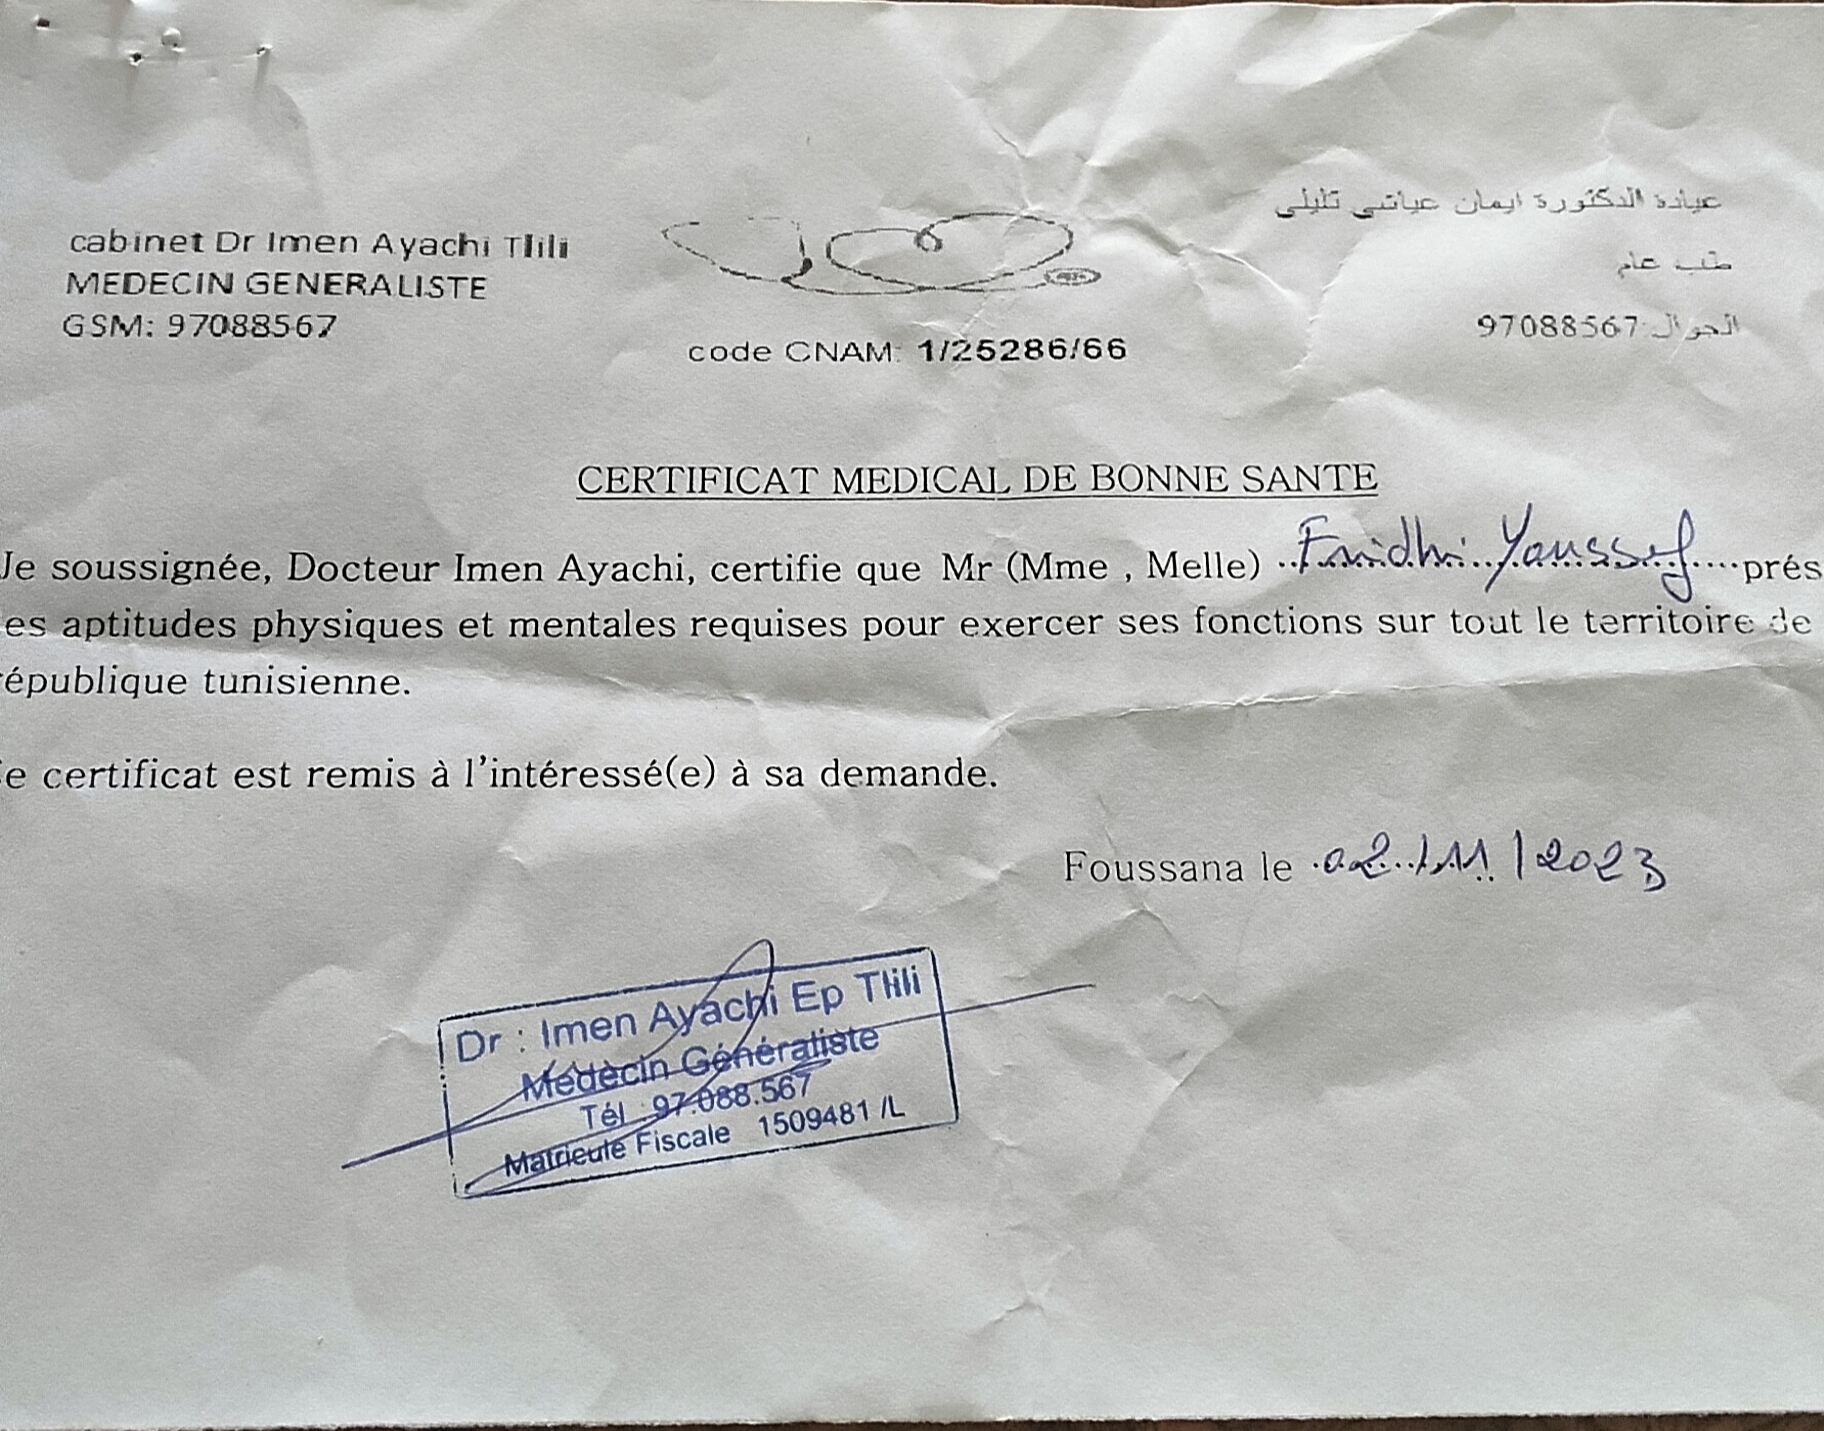 cabinet Dr Imen Ayachi Tlili
MEDECIN GENERALISTE
GSM: 97088567
code CNAM: 1/25286/66
عيادة الدكتورة ايمان عياشي تليلي
طب عام
الجوال: 97088567
CERTIFICAT MEDICAL DE BONNE SANTE
Je soussignée, Docteur Imen Ayachi, certifie que Mr (Mme , Melle) ..Fridhi Youssef....prés
es aptitudes physiques et mentales requises pour exercer ses fonctions sur tout le territoire de
république tunisienne.
e certificat est remis à l'intéressé(e) à sa demande.
Foussana le 02/11/2023
Dr : Imen Ayachi Ep Tlili
Médecin Généraliste
Tél : 97.088.567
Matricule Fiscale 1509481 /L